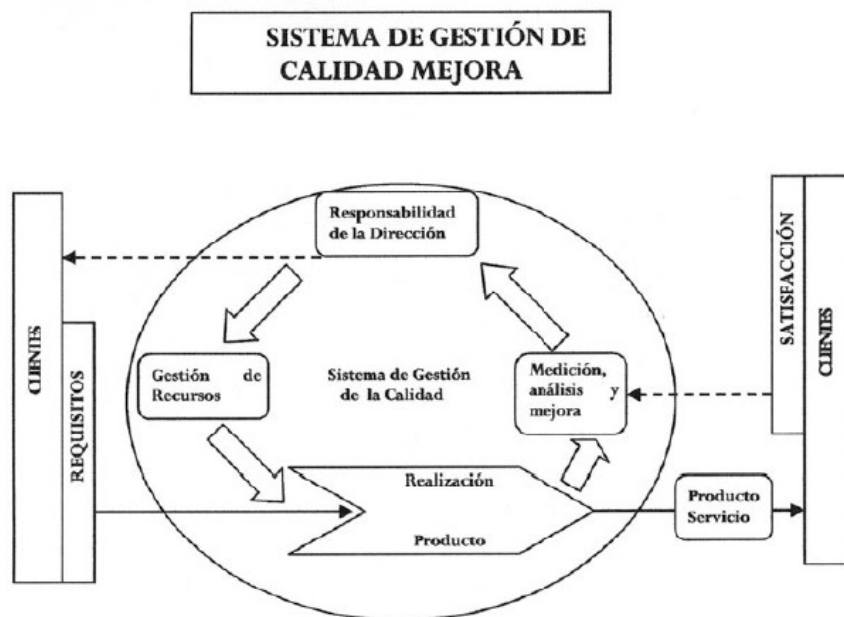 SISTEMA DE GESTIÓN DE
CALIDAD MEJORA
Responsabilidad
de la Dirección
CLIENTES
REQUISITOS
Gestión de
Recursos
Sistema de Gestión
de la Calidad
Medición,
análisis y
mejora
SATISFACCIÓN
CLIENTES
Realización
Producto
Producto
Servicio